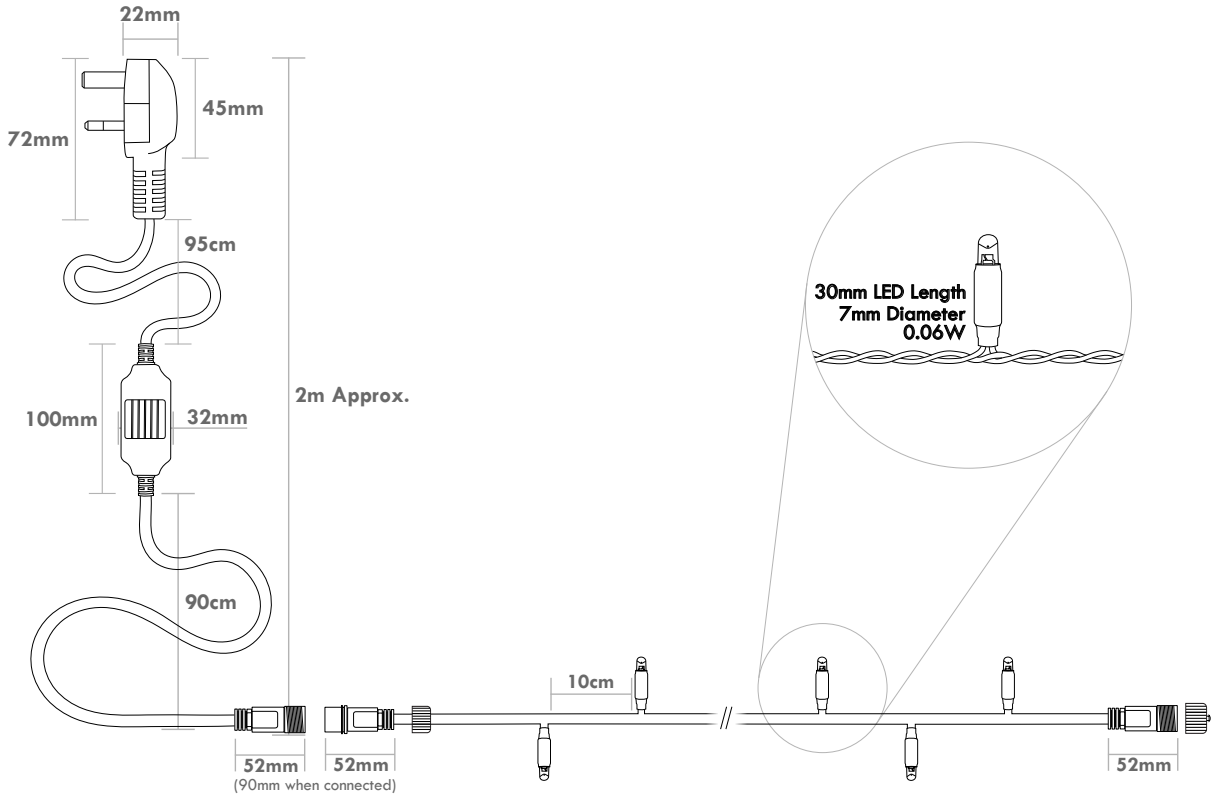 22mm
45mm
72mm
95cm
30mm LED Length
7mm Diameter
0.06W
2m Approx.
100mm
32mm
90cm
10cm
52mm
52mm
52mm
(90mm when connected)